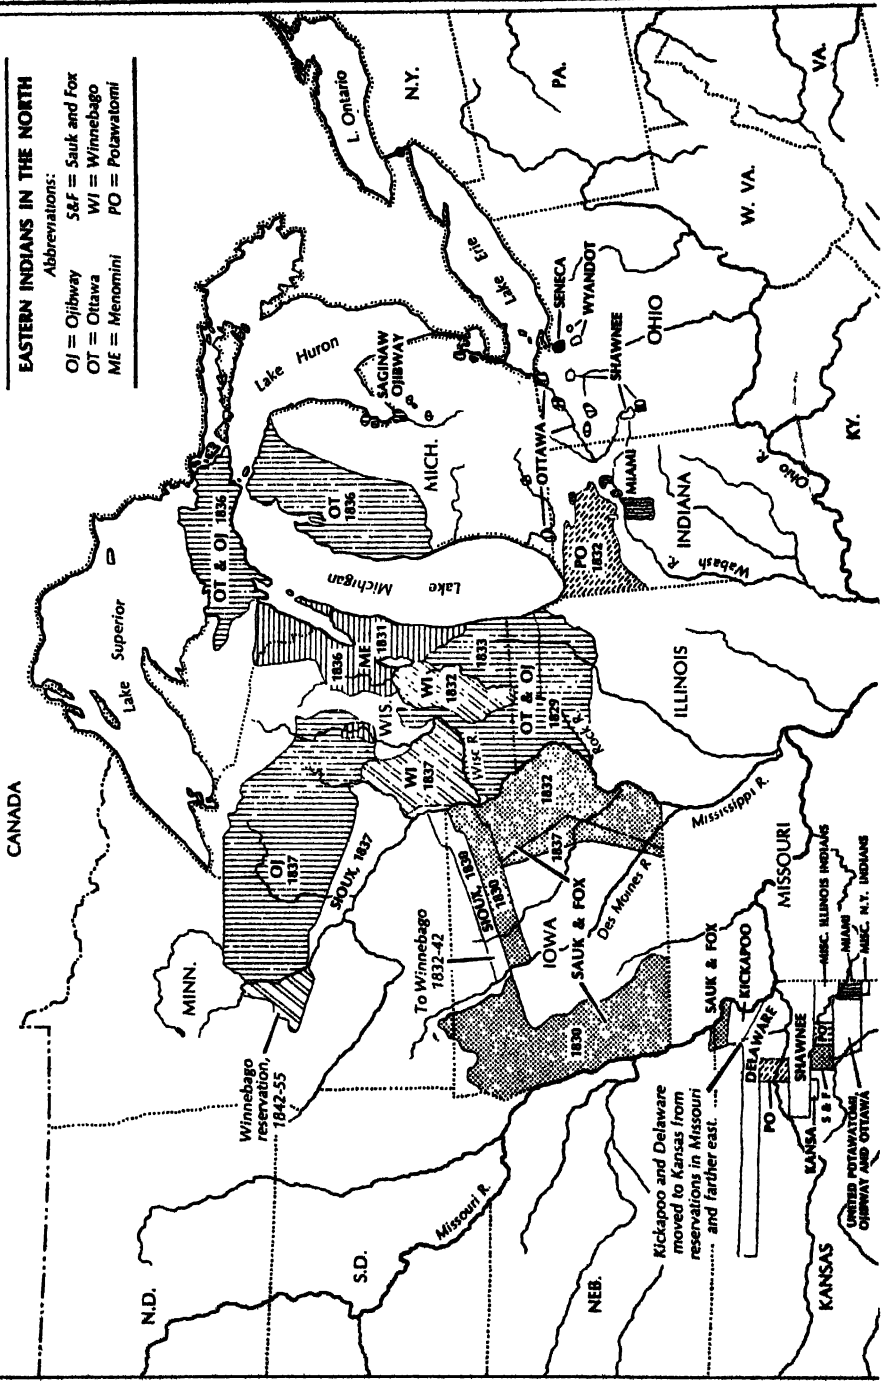 EASTERN INDIANS IN THE NORTH
Abbreviations:
OJ = Ojibway S&F = Sauk and Fox
OT = Ottawa WI = Winnebago
ME = Menomini PO = Potawatomi
CANADA
N.D.
S.D.
NEB.
KANSAS
MINN.
IOWA
MISSOURI
WIS.
ILLINOIS
MICH.
INDIANA
OHIO
KY.
W. VA.
VA.
PA.
N.Y.
Lake Superior
Lake Michigan
Lake Huron
Lake Erie
L. Ontario
Missouri R.
Mississippi R.
Des Moines R
Rock R.
Wisc. R.
Wabash R.
Ohio R.
Winnebago
reservation,
1842-55
To Winnebago
1832-42
OJ
1837
SIOUX, 1837
SIOUX, 1830
1830
1830
SAUK & FOX
1832
1837
WI
1837
WI
1832
ME
1836
1831
1833
OT & OJ
1829
OT & OJ 1836
OT
1836
SAGINAW
OJIBWAY
PO
1832
OTTAWA
MIAMI
SHAWNEE
SENECA
WYANDOT
Kickapoo and Delaware
moved to Kansas from
reservations in Missouri
and farther east.
SAUK & FOX
KICKAPOO
DELAWARE
PO
SHAWNEE
KANSA
S & F
PO
MISC. ILLINOIS INDIANS
MIAMI
MISC. N.Y. INDIANS
UNITED POTAWATOMI,
OJIBWAY AND OTTAWA